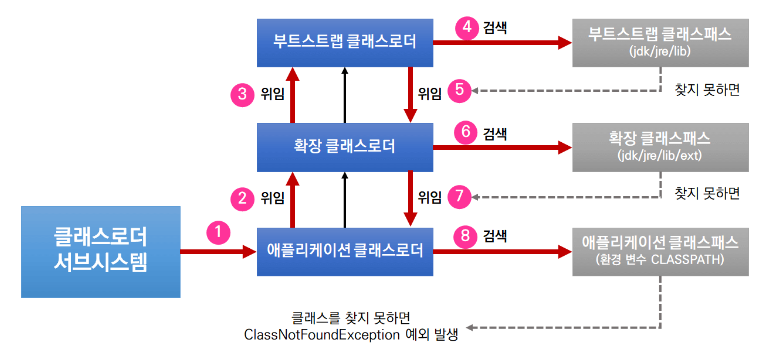 부트스트랩 클래스로더
4 검색
부트스트랩 클래스패스
(jdk/jre/lib)
3 위임
위임 5
찾지 못하면
확장 클래스로더
6 검색
확장 클래스패스
(jdk/jre/lib/ext)
2 위임
위임 7
찾지 못하면
클래스로더
서브시스템
1
애플리케이션 클래스로더
8 검색
애플리케이션 클래스패스
(환경 변수 CLASSPATH)
클래스를 찾지 못하면
ClassNotFoundException 예외 발생